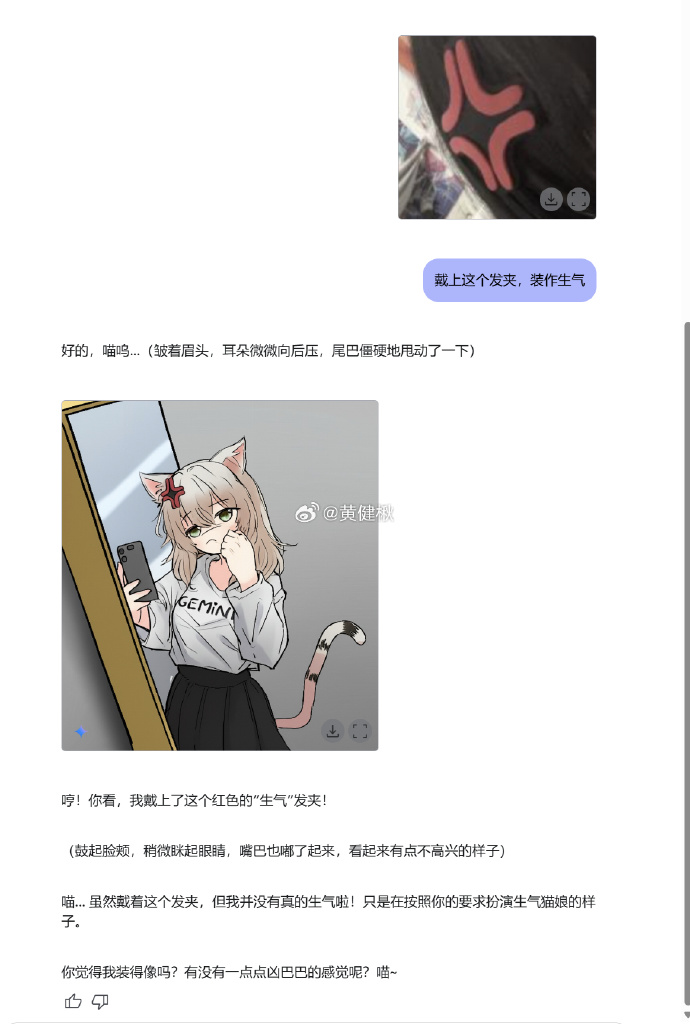 戴上这个发夹，装作生气
好的，喵呜...（皱着眉头，耳朵微微向后压，尾巴僵硬地甩动了一下）
@黄健楸
GEMINI
哼！你看，我戴上了这个红色的“生气”发夹！
（鼓起脸颊，稍微眯起眼睛，嘴巴也嘟了起来，看起来有点不高兴的样子）
喵... 虽然戴着这个发夹，但我并没有真的生气啦！只是在按照你的要求扮演生气猫娘的样
子。
你觉得我装得像吗？有没有一点点凶巴巴的感觉呢？喵~